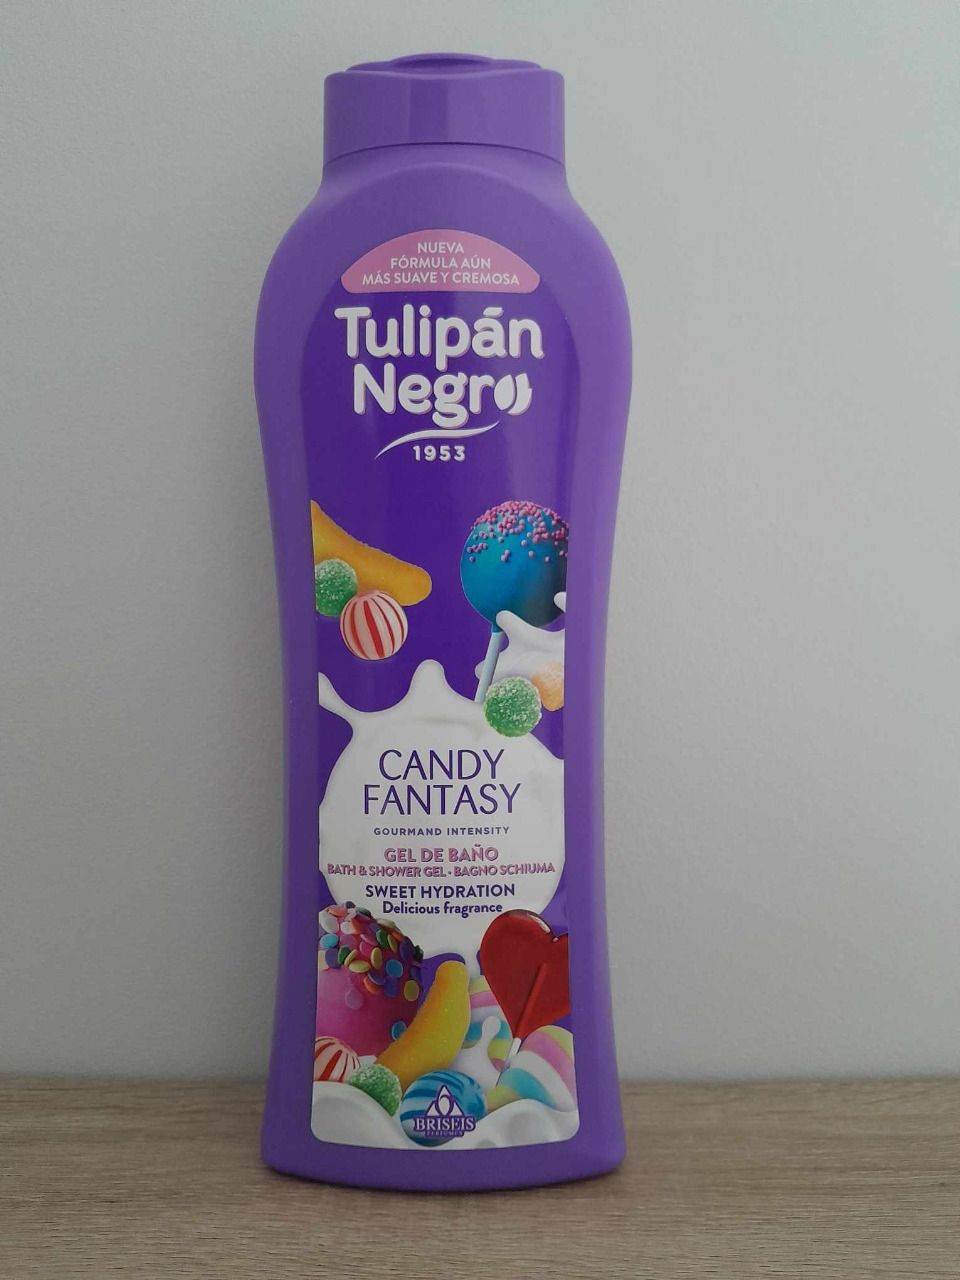 NUEVA
FÓRMULA AÚN
MÁS SUAVE Y CREMOSA
Tulipán
Negro
1953
CANDY
FANTASY
GOURMAND INTENSITY
GEL DE BAÑO
BATH & SHOWER GEL · BAGNO SCHIUMA
SWEET HYDRATION
Delicious fragrance
BRISEIS
PERFUMES